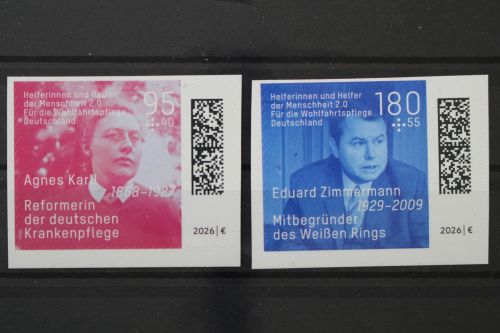 Helferinnen und Helfer
der Menschheit 2.0
Für die Wohlfahrtspflege
Deutschland
95
+40
Agnes Karll
1868–1927
Reformerin
der deutschen
Krankenpflege
2026 | €
Helferinnen und Helfer
der Menschheit 2.0
Für die Wohlfahrtspflege
Deutschland
180
+55
Eduard Zimmermann
1929–2009
Mitbegründer
des Weißen Rings
2026 | €